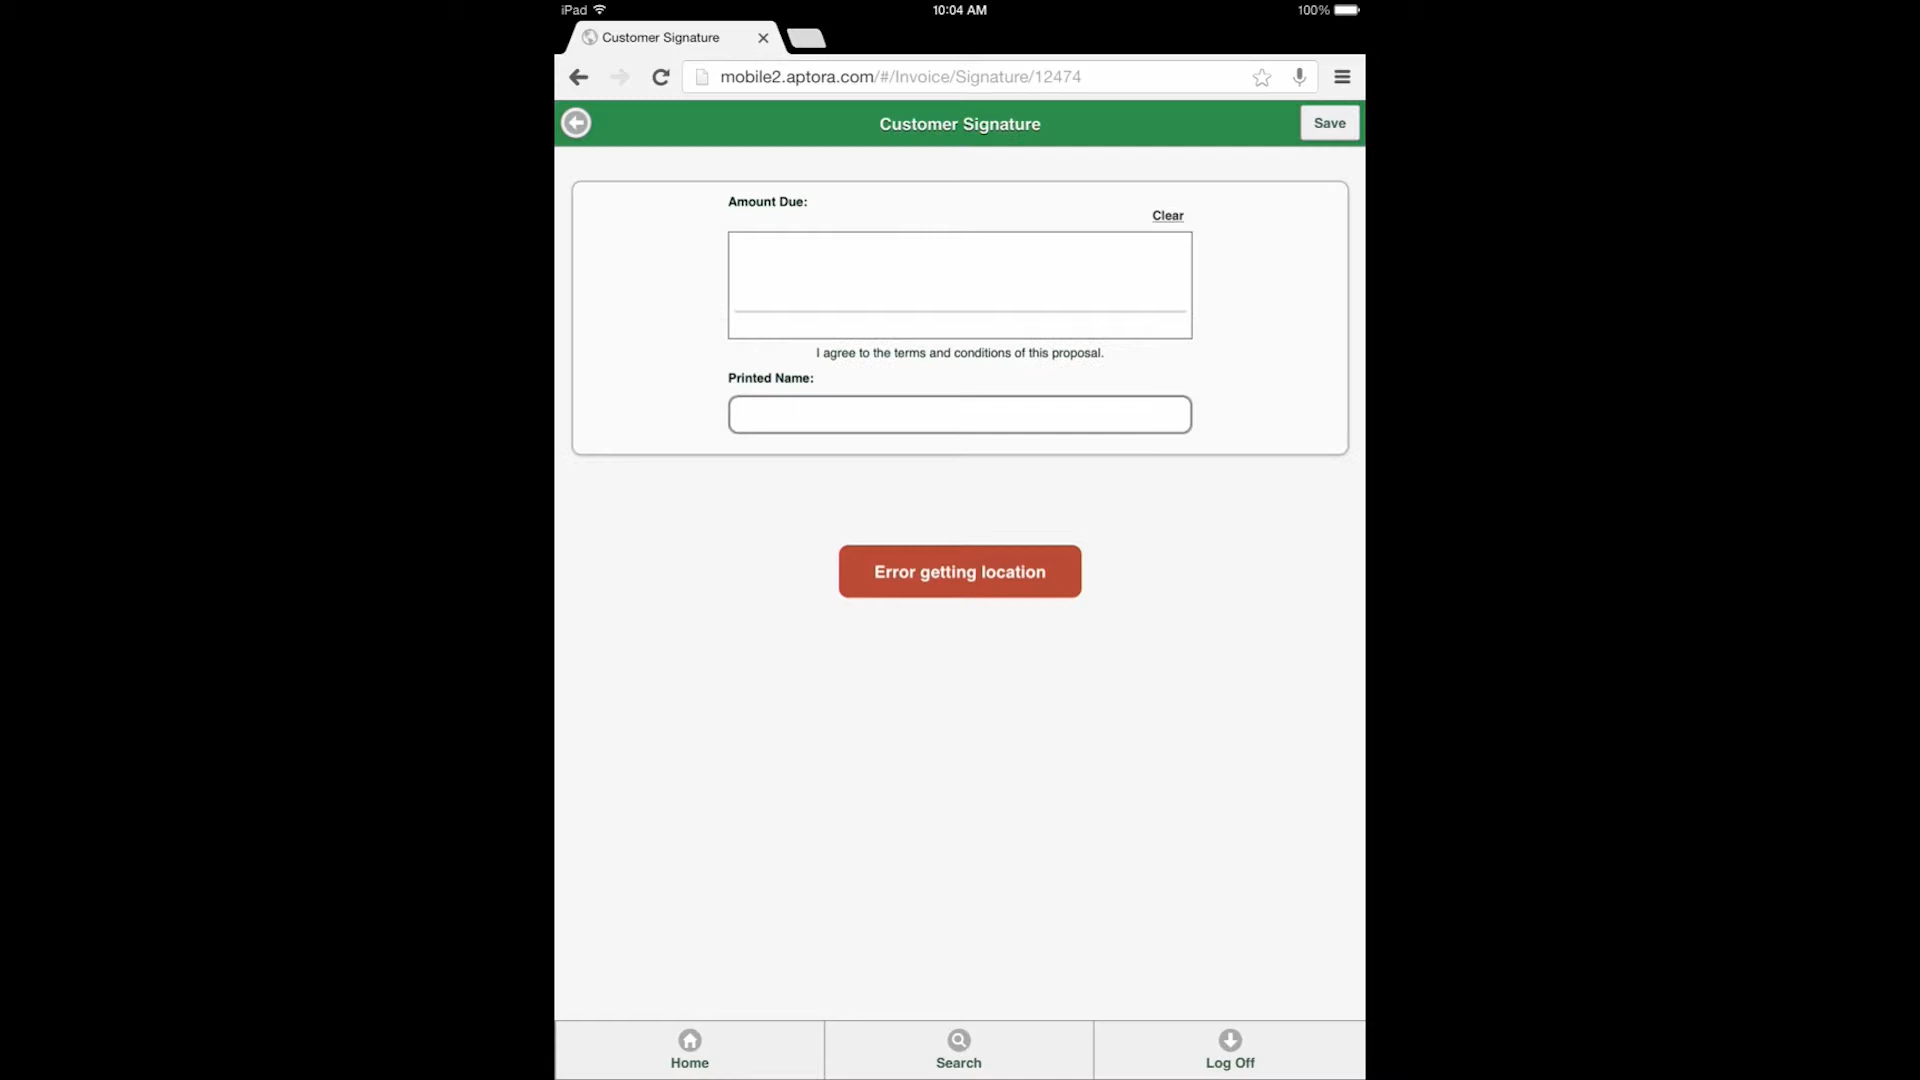 iPad 10:04 AM 100%
Customer Signature
mobile2.aptora.com/#/Invoice/Signature/12474
Customer Signature Save
Amount Due:
Clear
I agree to the terms and conditions of this proposal.
Printed Name:
Error getting location
Home Search Log Off